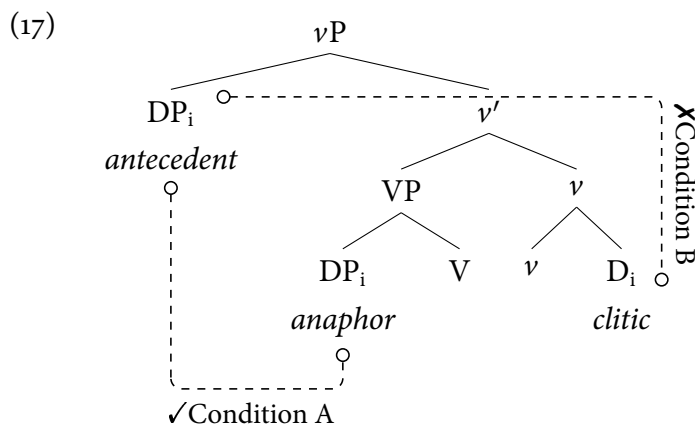 (17)
vP
DPᵢ v′
antecedent
VP v
DPᵢ V v Dᵢ
anaphor clitic
✗Condition B
✓Condition A